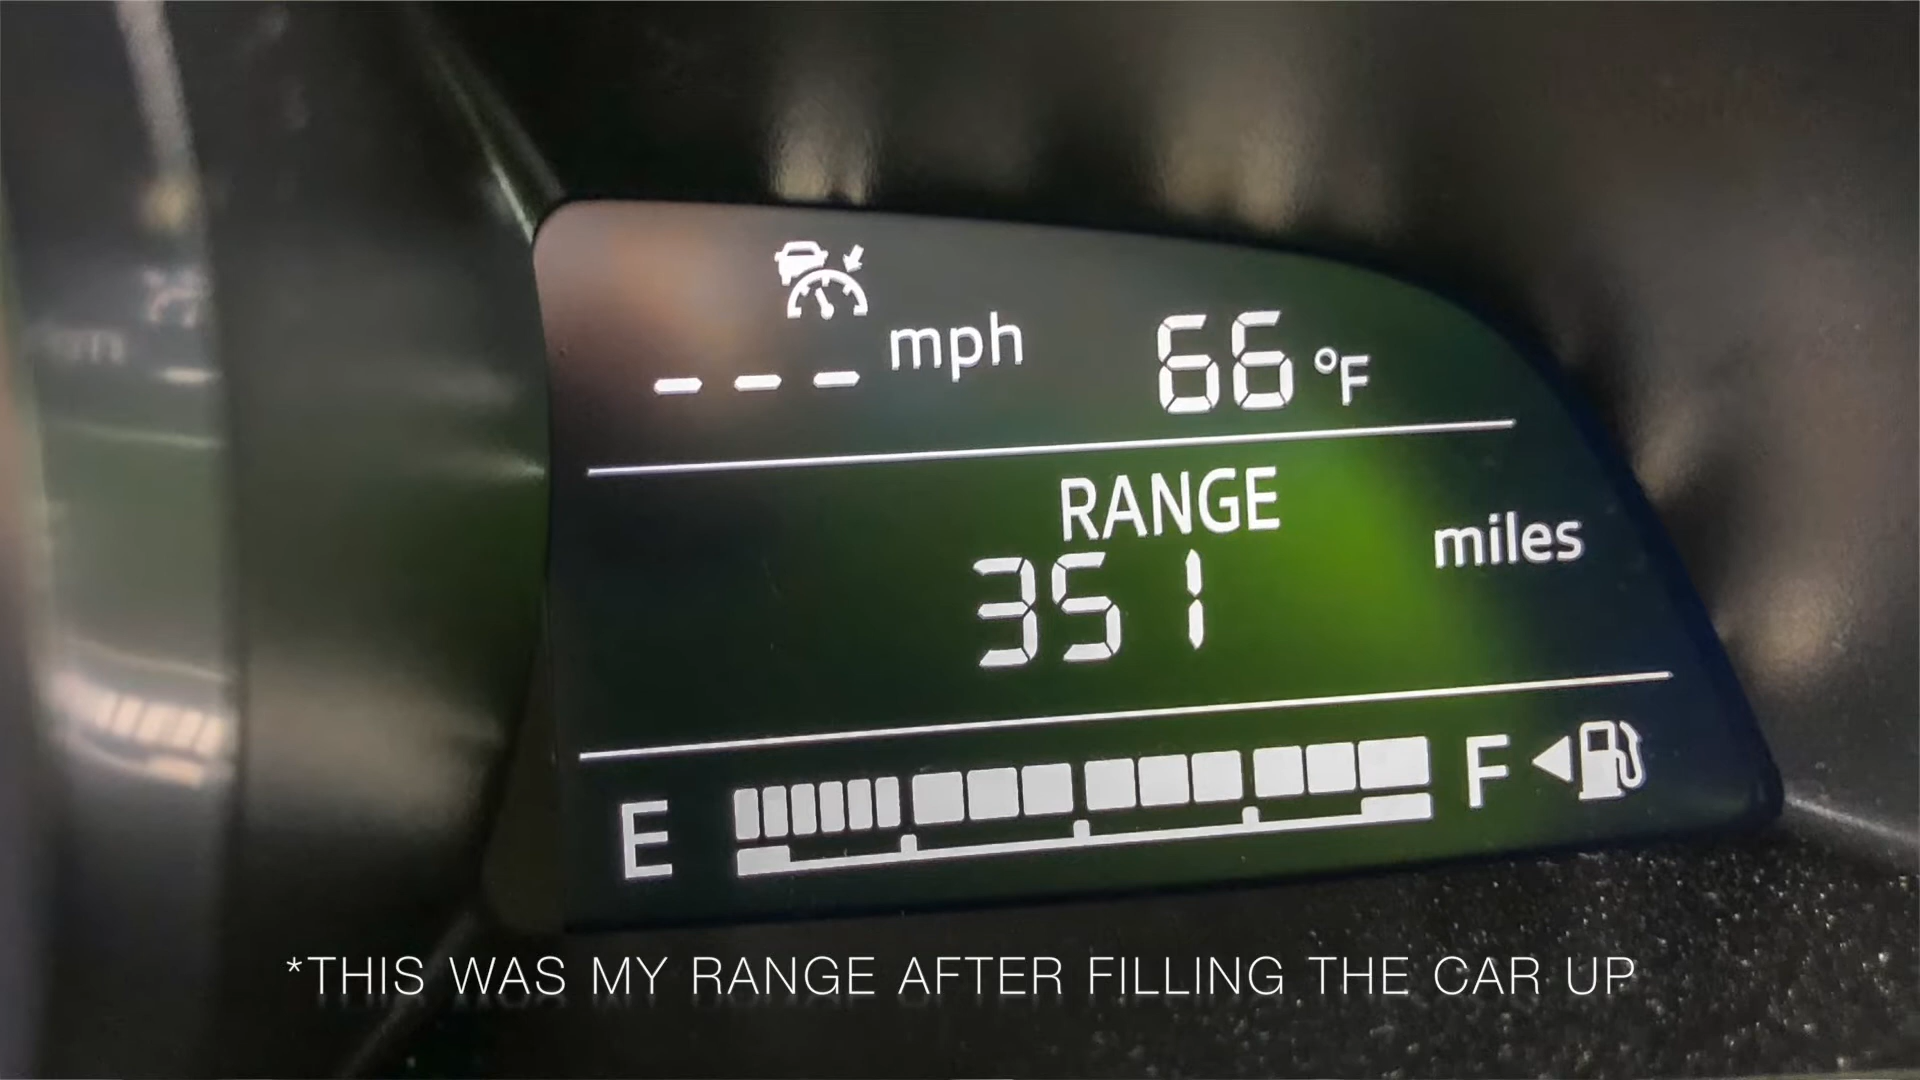 --- mph 66 °F
RANGE
351 miles
E F
*THIS WAS MY RANGE AFTER FILLING THE CAR UP